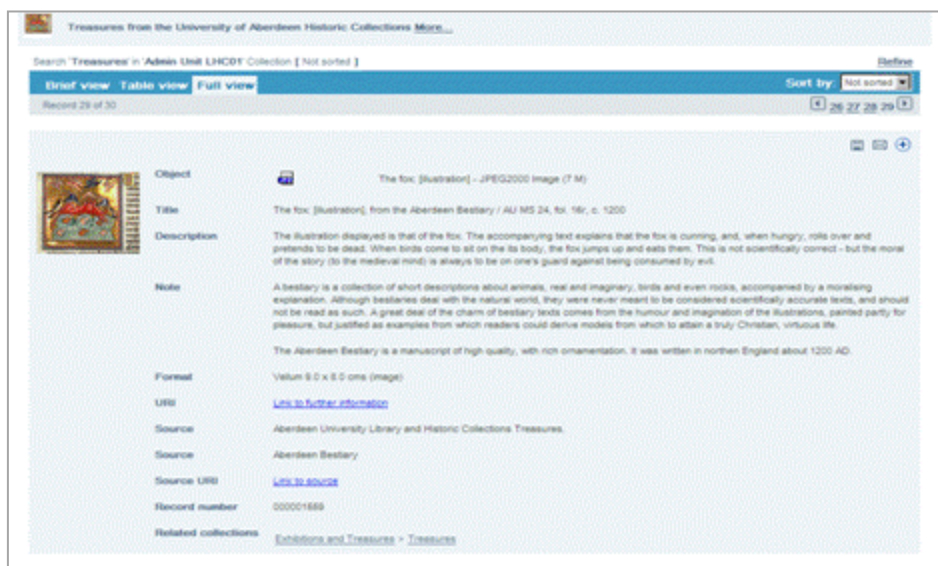 Treasures from the University of Aberdeen Historic Collections More...
Search 'Treasures' in 'Admin Unit LHC01' Collection [ Not sorted ]
Refine
Brief view Table view Full view
Sort by: Not sorted
Record 29 of 30
26 27 28 29
Object
The fox; [illustration] - JPEG2000 Image (7 M)
Title
The fox; [illustration], from the Aberdeen Bestiary / AU MS 24, fol. 16r, c. 1200
Description
The illustration displayed is that of the fox. The accompanying text explains that the fox is cunning, and, when hungry, rolls over and
pretends to be dead. When birds come to sit on the its body, the fox jumps up and eats them. This is not scientifically correct - but the moral
of the story (to the medieval mind) is always to be on one's guard against being consumed by evil.
Note
A bestiary is a collection of short descriptions about animals, real and imaginary, birds and even rocks, accompanied by a moralising
explanation. Although bestiaries deal with the natural world, they were never meant to be considered scientifically accurate texts, and should
not be read as such. A great deal of the charm of bestiary texts comes from the humour and imagination of the illustrations, painted partly for
pleasure, but justified as examples from which readers could derive models from which to attain a truly Christian, virtuous life.
The Aberdeen Bestiary is a manuscript of high quality, with rich ornamentation. It was written in northen England about 1200 AD.
Format
Vellum 9.0 x 8.0 cms (image)
URI
Link to further information
Source
Aberdeen University Library and Historic Collections Treasures.
Source
Aberdeen Bestiary
Source URI
Link to source
Record number
000001889
Related collections
Exhibitions and Treasures > Treasures